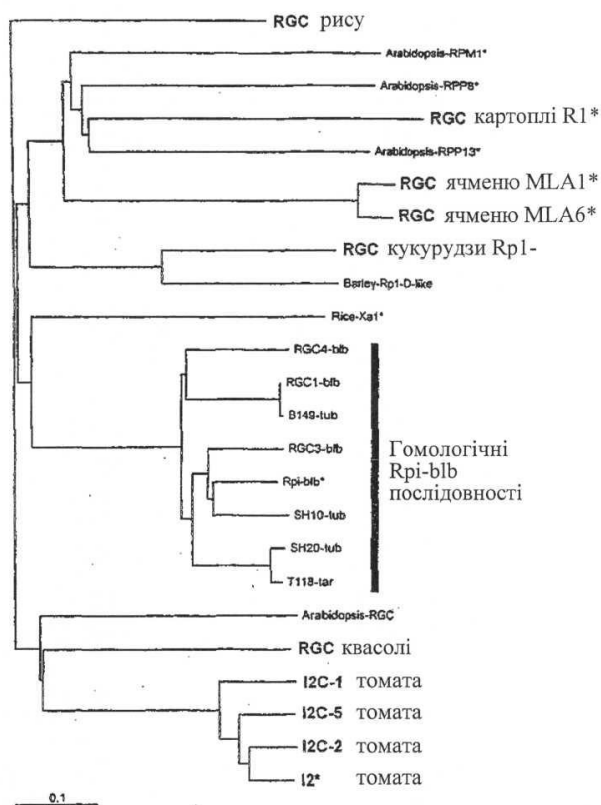 RGC рису
Arabidopsis-RPM1*
Arabidopsis-RPP8*
RGC картоплі R1*
Arabidopsis-RPP13*
RGC ячменю MLA1*
RGC ячменю MLA6*
RGC кукурудзи Rp1-
Barley-Rp1-D-like
Rice-Xa1*
RGC4-blb
RGC1-blb
B149-tub
RGC3-blb
Rpi-blb*
SH10-tub
SH20-tub
T118-tar
Гомологічні
Rpi-blb
послідовності
Arabidopsis-RGC
RGC квасолі
I2C-1 томата
I2C-5 томата
I2C-2 томата
I2* томата
0.1